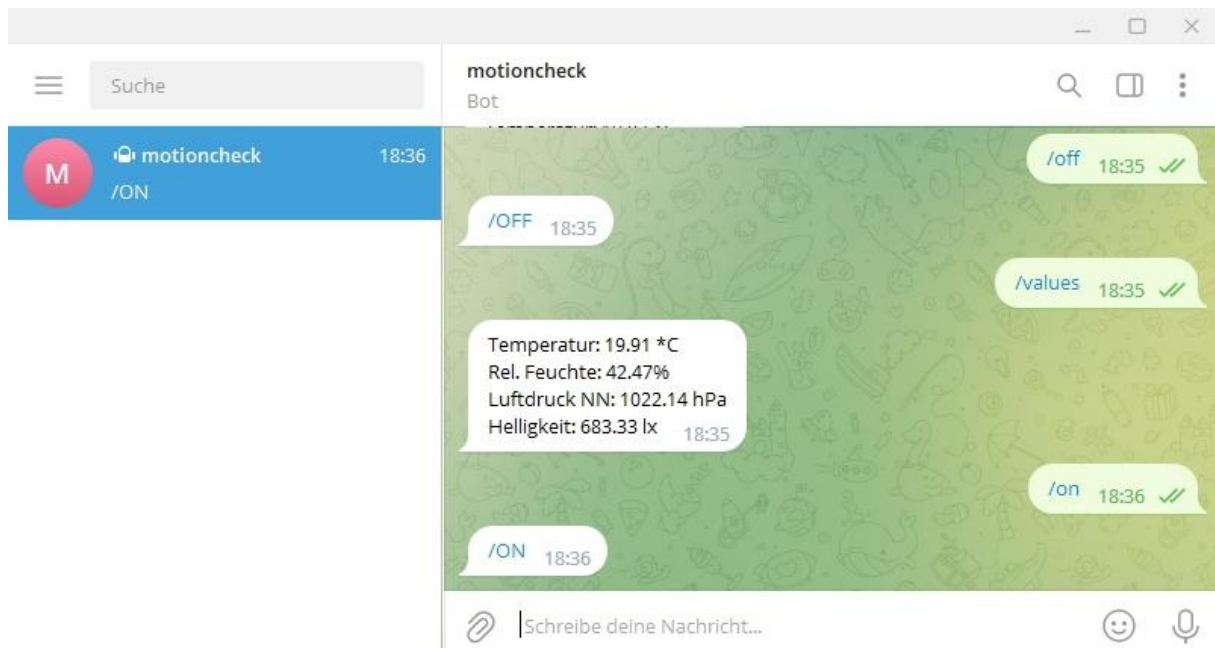 Suche
motioncheck
Bot
M
motioncheck 18:36
/ON
/off 18:35
/OFF 18:35
/values 18:35
Temperatur: 19.91 *C
Rel. Feuchte: 42.47%
Luftdruck NN: 1022.14 hPa
Helligkeit: 683.33 lx 18:35
/on 18:36
/ON 18:36
Schreibe deine Nachricht...